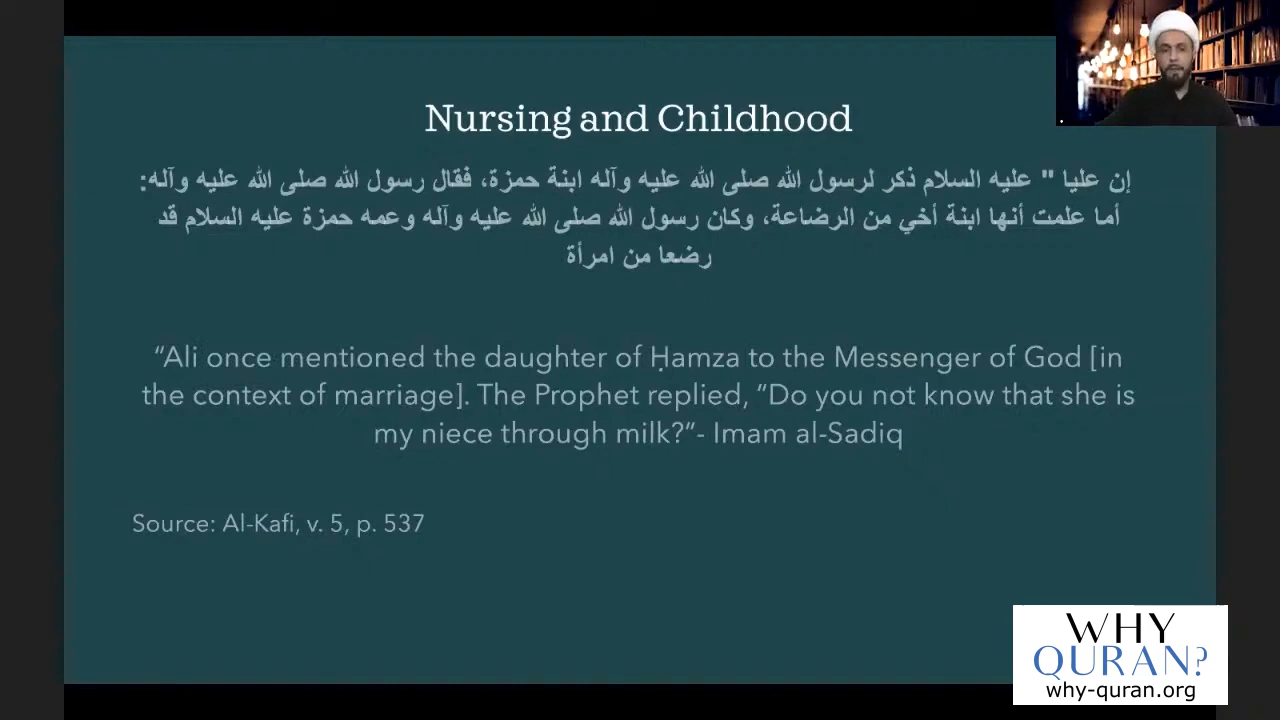 Nursing and Childhood
إن عليا " عليه السلام ذكر لرسول الله صلى الله عليه وآله ابنة حمزة، فقال رسول الله صلى الله عليه وآله:
أما علمت أنها ابنة أخي من الرضاعة، وكان رسول الله صلى الله عليه وآله وعمه حمزة عليه السلام قد
رضعا من امرأة
“Ali once mentioned the daughter of Ḥamza to the Messenger of God [in
the context of marriage]. The Prophet replied, “Do you not know that she is
my niece through milk?”- Imam al-Sadiq
Source: Al-Kafi, v. 5, p. 537
WHY
QURAN?
why-quran.org